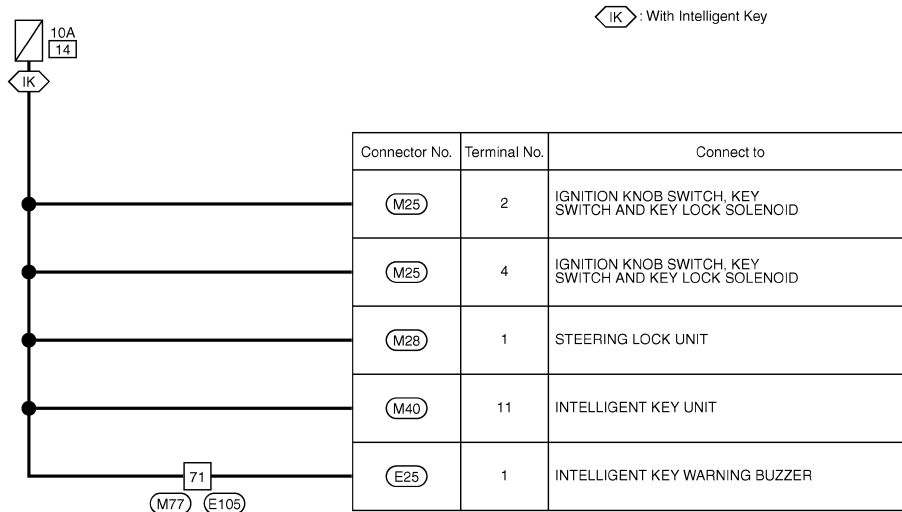 IK : With Intelligent Key
10A
14
IK
Connector No. Terminal No. Connect to
M25 2 IGNITION KNOB SWITCH, KEY
SWITCH AND KEY LOCK SOLENOID
M25 4 IGNITION KNOB SWITCH, KEY
SWITCH AND KEY LOCK SOLENOID
M28 1 STEERING LOCK UNIT
M40 11 INTELLIGENT KEY UNIT
71 E25 1 INTELLIGENT KEY WARNING BUZZER
M77 E105